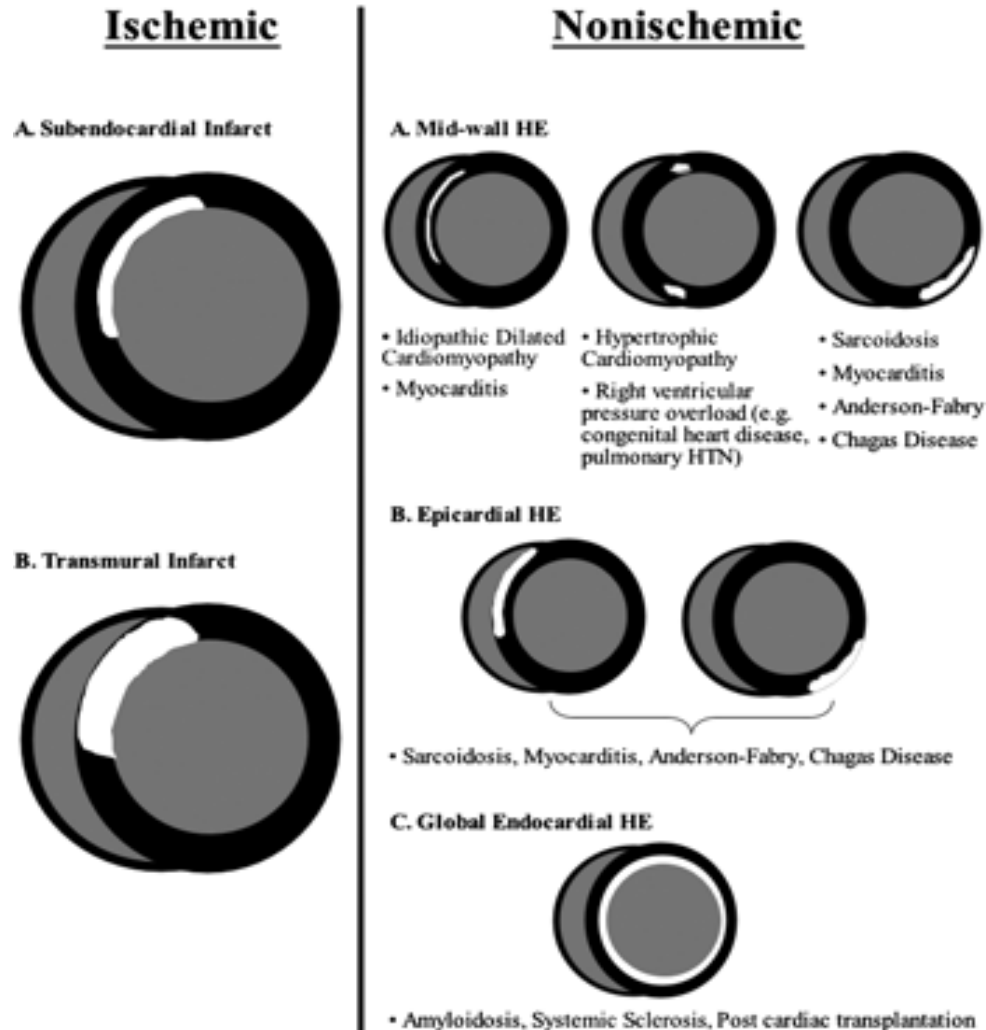 Ischemic
A. Subendocardial Infarct
B. Transmural Infarct
Nonischemic
A. Mid-wall HE
• Idiopathic Dilated
Cardiomyopathy
• Myocarditis
• Hypertrophic
Cardiomyopathy
• Right ventricular
pressure overload (e.g.
congenital heart disease,
pulmonary HTN)
• Sarcoidosis
• Myocarditis
• Anderson-Fabry
• Chagas Disease
B. Epicardial HE
• Sarcoidosis, Myocarditis, Anderson-Fabry, Chagas Disease
C. Global Endocardial HE
• Amyloidosis, Systemic Sclerosis, Post cardiac transplantation